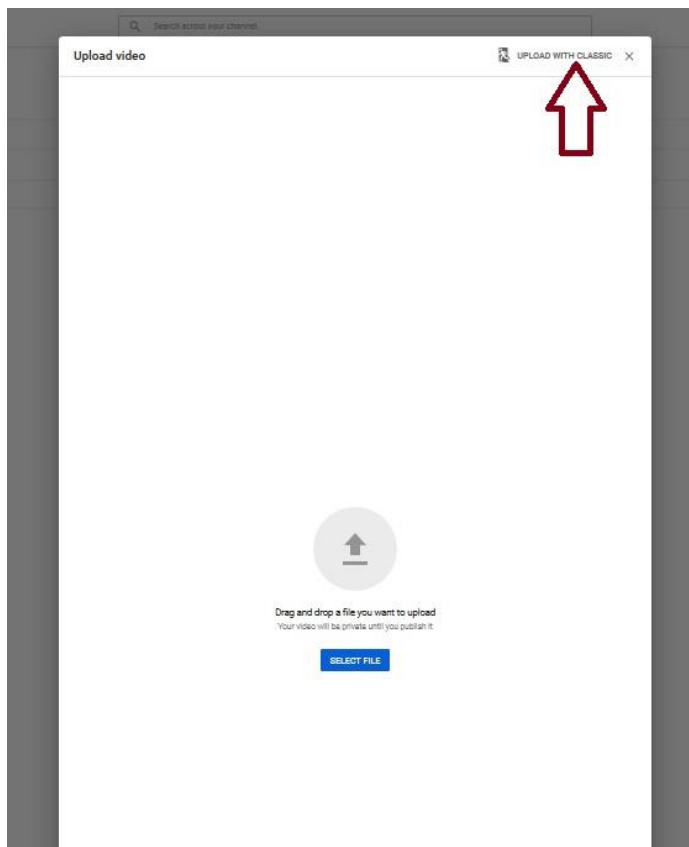 Search across your channel
Upload video
UPLOAD WITH CLASSIC
Drag and drop a file you want to upload
Your video will be private until you publish it
SELECT FILE